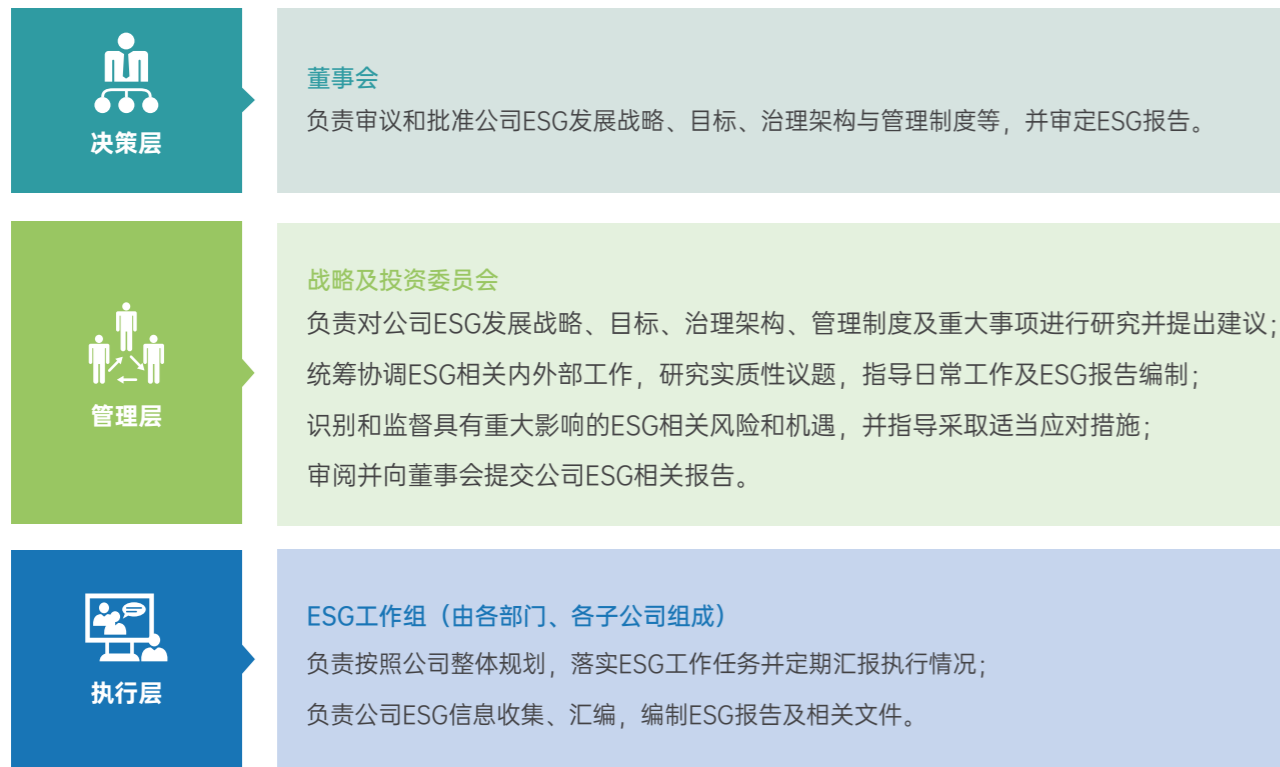 决策层
董事会
负责审议和批准公司ESG发展战略、目标、治理架构与管理制度等，并审定ESG报告。
管理层
战略及投资委员会
负责对公司ESG发展战略、目标、治理架构、管理制度及重大事项进行研究并提出建议；
统筹协调ESG相关内外部工作，研究实质性议题，指导日常工作及ESG报告编制；
识别和监督具有重大影响的ESG相关风险和机遇，并指导采取适当应对措施；
审阅并向董事会提交公司ESG相关报告。
执行层
ESG工作组（由各部门、各子公司组成）
负责按照公司整体规划，落实ESG工作任务并定期汇报执行情况；
负责公司ESG信息收集、汇编，编制ESG报告及相关文件。